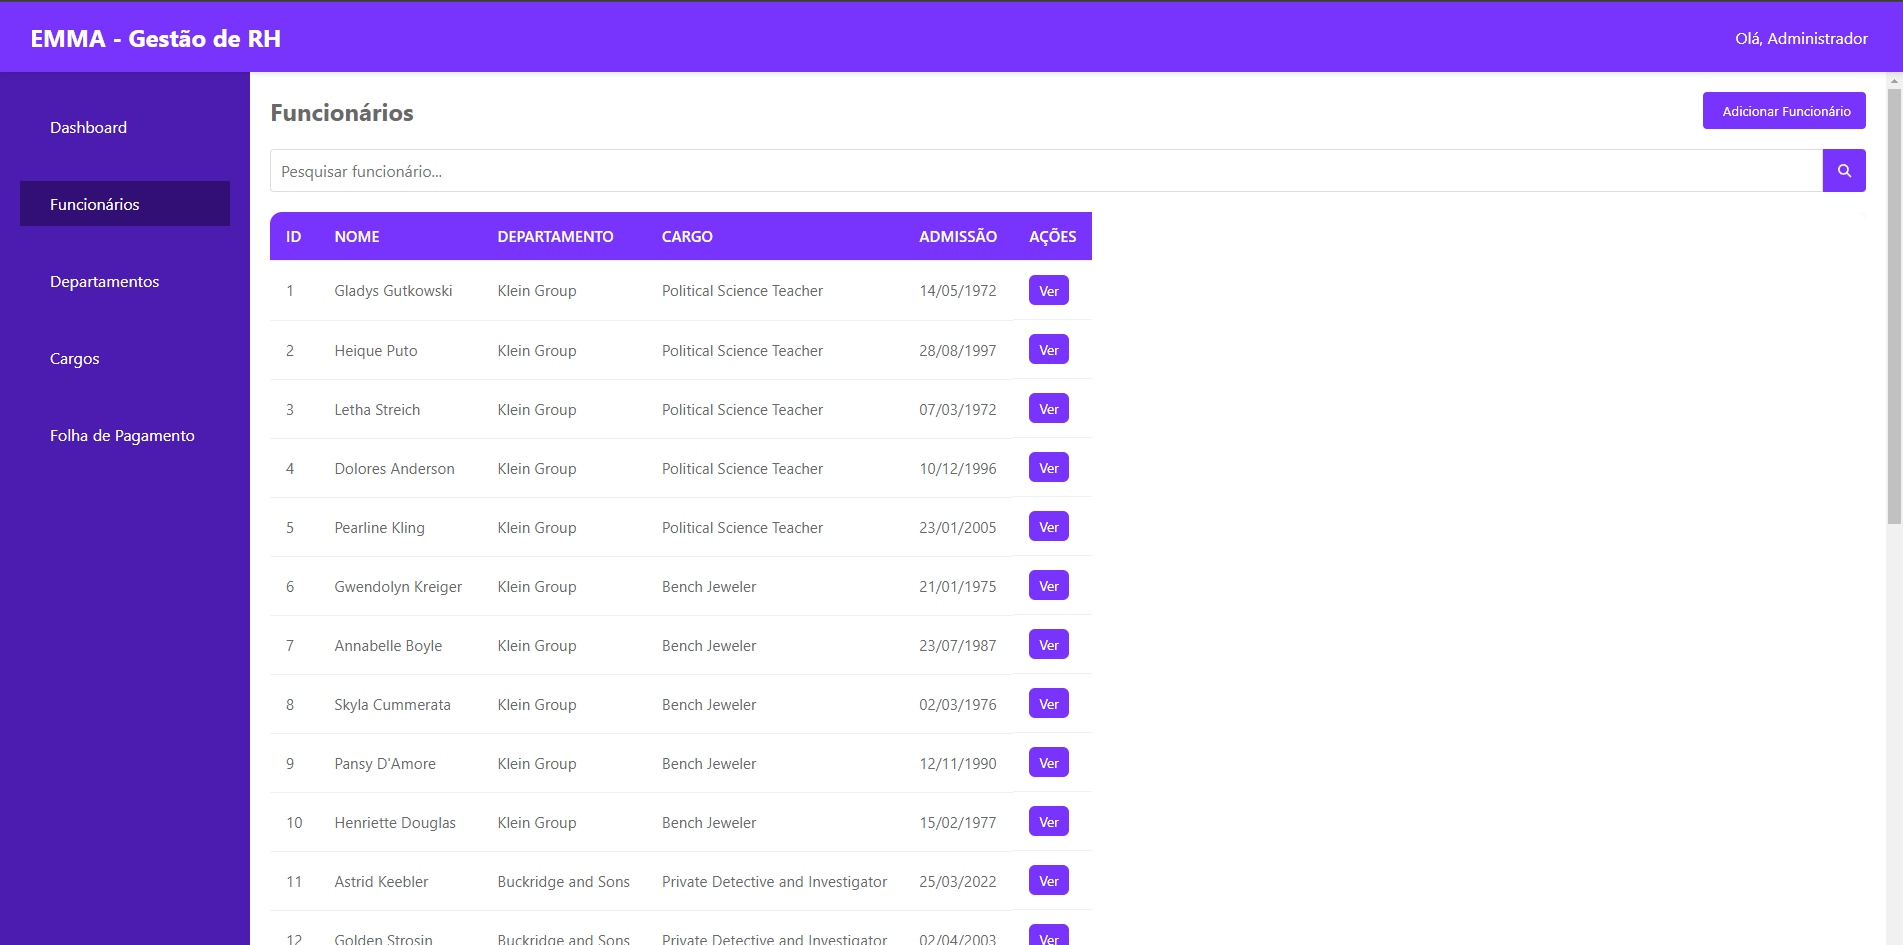 EMMA - Gestão de RH
Olá, Administrador
Dashboard
Funcionários
Departamentos
Cargos
Folha de Pagamento
Funcionários
Adicionar Funcionário
Pesquisar funcionário...
ID NOME DEPARTAMENTO CARGO ADMISSÃO AÇÕES
1 Gladys Gutkowski Klein Group Political Science Teacher 14/05/1972 Ver
2 Heique Puto Klein Group Political Science Teacher 28/08/1997 Ver
3 Letha Streich Klein Group Political Science Teacher 07/03/1972 Ver
4 Dolores Anderson Klein Group Political Science Teacher 10/12/1996 Ver
5 Pearline Kling Klein Group Political Science Teacher 23/01/2005 Ver
6 Gwendolyn Kreiger Klein Group Bench Jeweler 21/01/1975 Ver
7 Annabelle Boyle Klein Group Bench Jeweler 23/07/1987 Ver
8 Skyla Cummerata Klein Group Bench Jeweler 02/03/1976 Ver
9 Pansy D'Amore Klein Group Bench Jeweler 12/11/1990 Ver
10 Henriette Douglas Klein Group Bench Jeweler 15/02/1977 Ver
11 Astrid Keebler Buckridge and Sons Private Detective and Investigator 25/03/2022 Ver
12 Golden Strosin Buckridge and Sons Private Detective and Investigator 02/04/2003 Ver